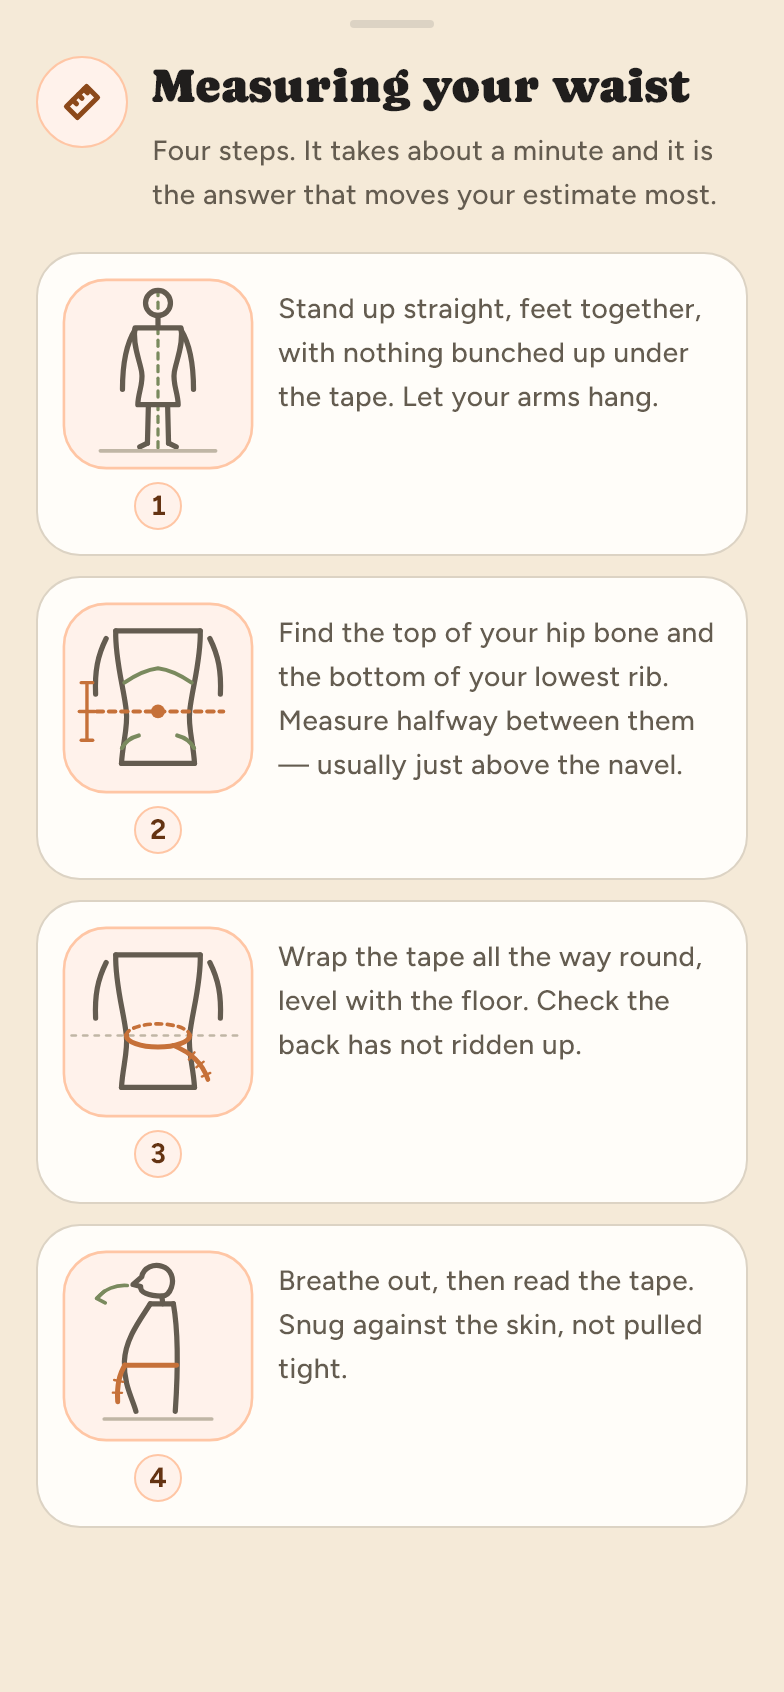 Measuring your waist
Four steps. It takes about a minute and it is
the answer that moves your estimate most.
Stand up straight, feet together,
with nothing bunched up under
the tape. Let your arms hang.
1
Find the top of your hip bone and
the bottom of your lowest rib.
Measure halfway between them
— usually just above the navel.
2
Wrap the tape all the way round,
level with the floor. Check the
back has not ridden up.
3
Breathe out, then read the tape.
Snug against the skin, not pulled
tight.
4